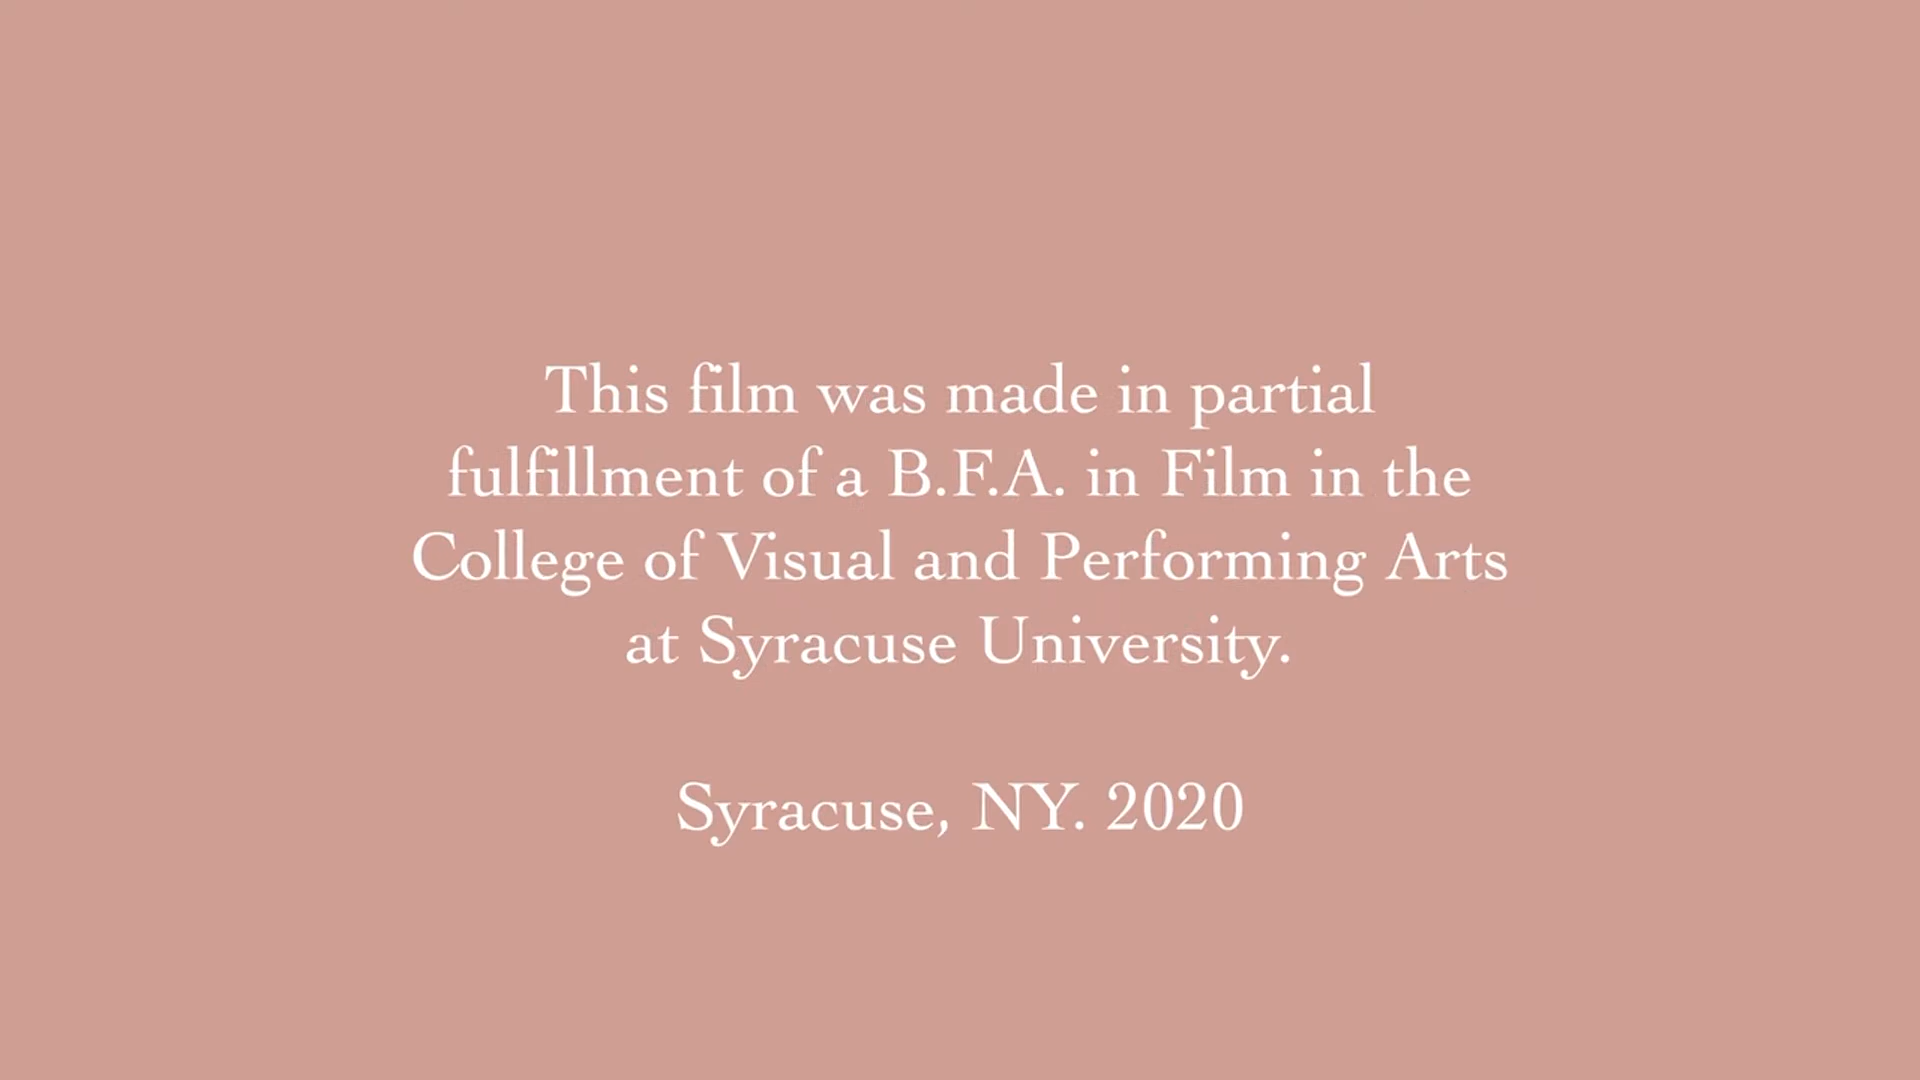 This film was made in partial
fulfillment of a B.F.A. in Film in the
College of Visual and Performing Arts
at Syracuse University.
Syracuse, NY. 2020